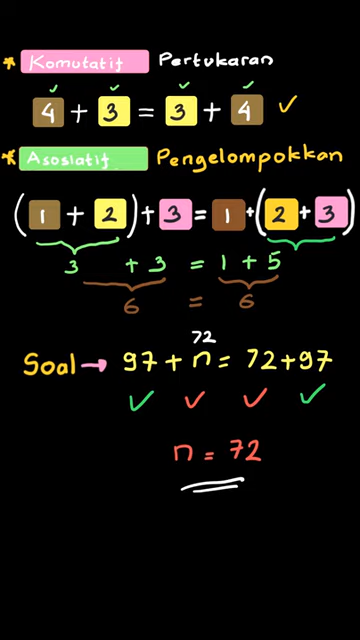 * Komutatif Pertukaran
4 + 3 = 3 + 4 ✓
* Asosiatif Pengelompokkan
(1 + 2) + 3 = 1 + (2 + 3)
3 + 3 = 1 + 5
6 = 6
72
Soal → 97 + n = 72 + 97
n = 72